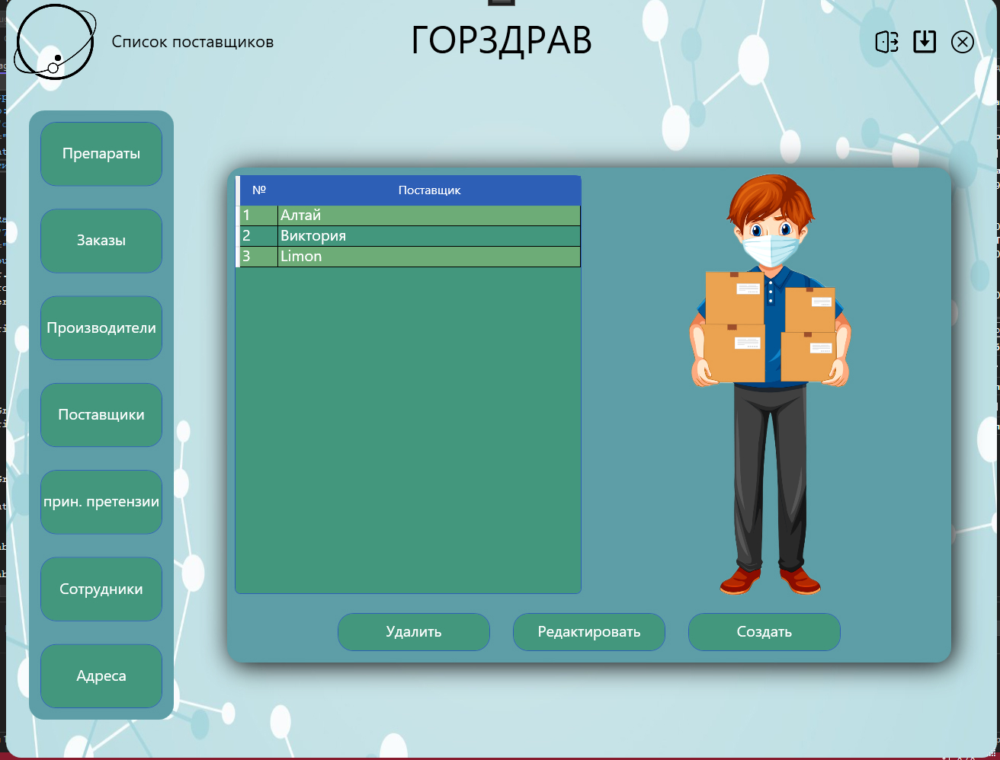 Список поставщиков
ГОРЗДРАВ
Препараты
Заказы
Производители
Поставщики
прин. претензии
Сотрудники
Адреса
№ Поставщик
1 Алтай
2 Виктория
3 Limon
Удалить
Редактировать
Создать